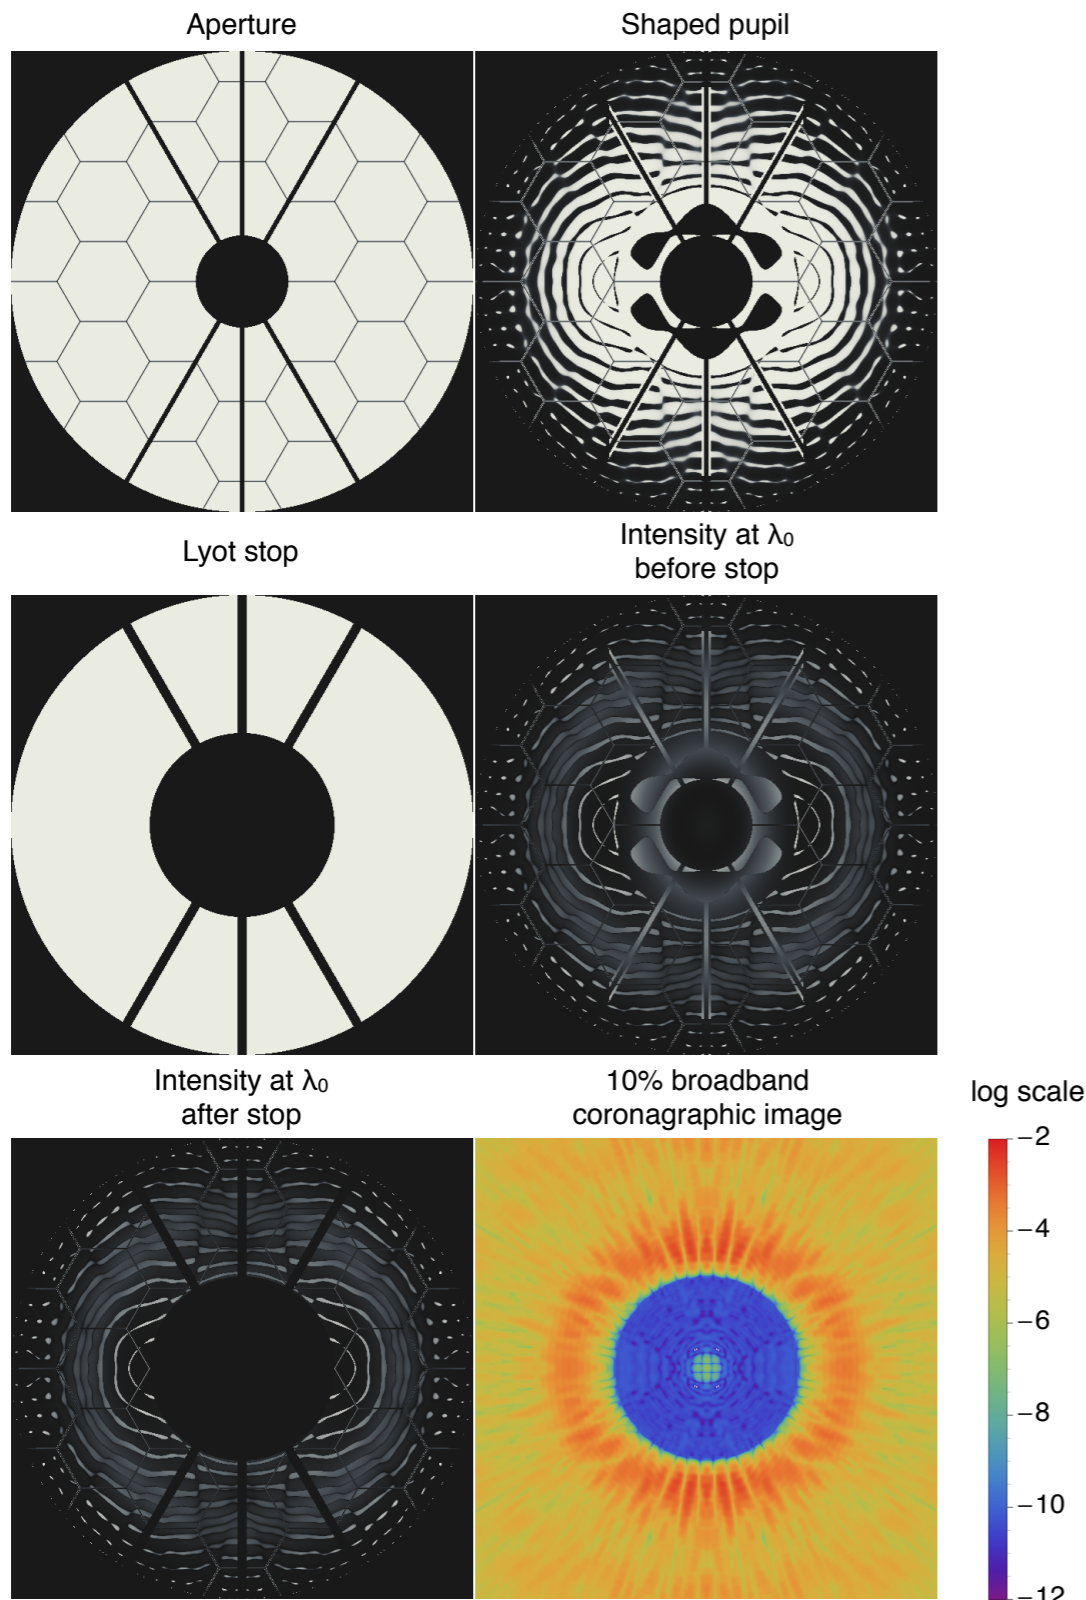 Aperture
Shaped pupil
Lyot stop
Intensity at λ₀
before stop
Intensity at λ₀
after stop
10% broadband
coronagraphic image
log scale
−2
−4
−6
−8
−10
−12